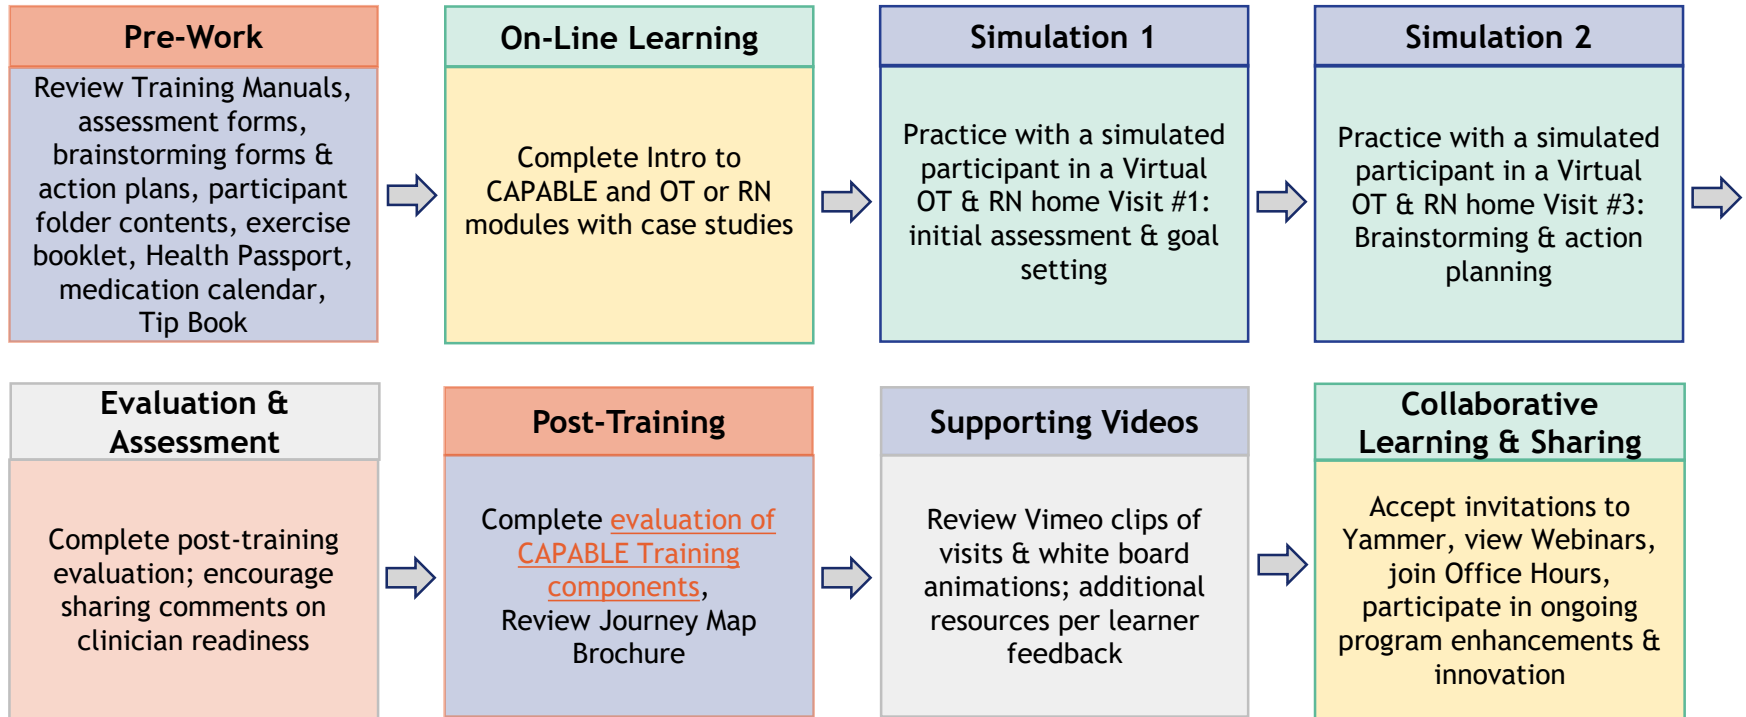 Pre-Work
Review Training Manuals,
assessment forms,
brainstorming forms &
action plans, participant
folder contents, exercise
booklet, Health Passport,
medication calendar,
Tip Book
On-Line Learning
Complete Intro to
CAPABLE and OT or RN
modules with case studies
Simulation 1
Practice with a simulated
participant in a Virtual
OT & RN home Visit #1:
initial assessment & goal
setting
Simulation 2
Practice with a simulated
participant in a Virtual
OT & RN home Visit #3:
Brainstorming & action
planning
Evaluation &
Assessment
Complete post-training
evaluation; encourage
sharing comments on
clinician readiness
Post-Training
Complete evaluation of
CAPABLE Training
components,
Review Journey Map
Brochure
Supporting Videos
Review Vimeo clips of
visits & white board
animations; additional
resources per learner
feedback
Collaborative
Learning & Sharing
Accept invitations to
Yammer, view Webinars,
join Office Hours,
participate in ongoing
program enhancements &
innovation